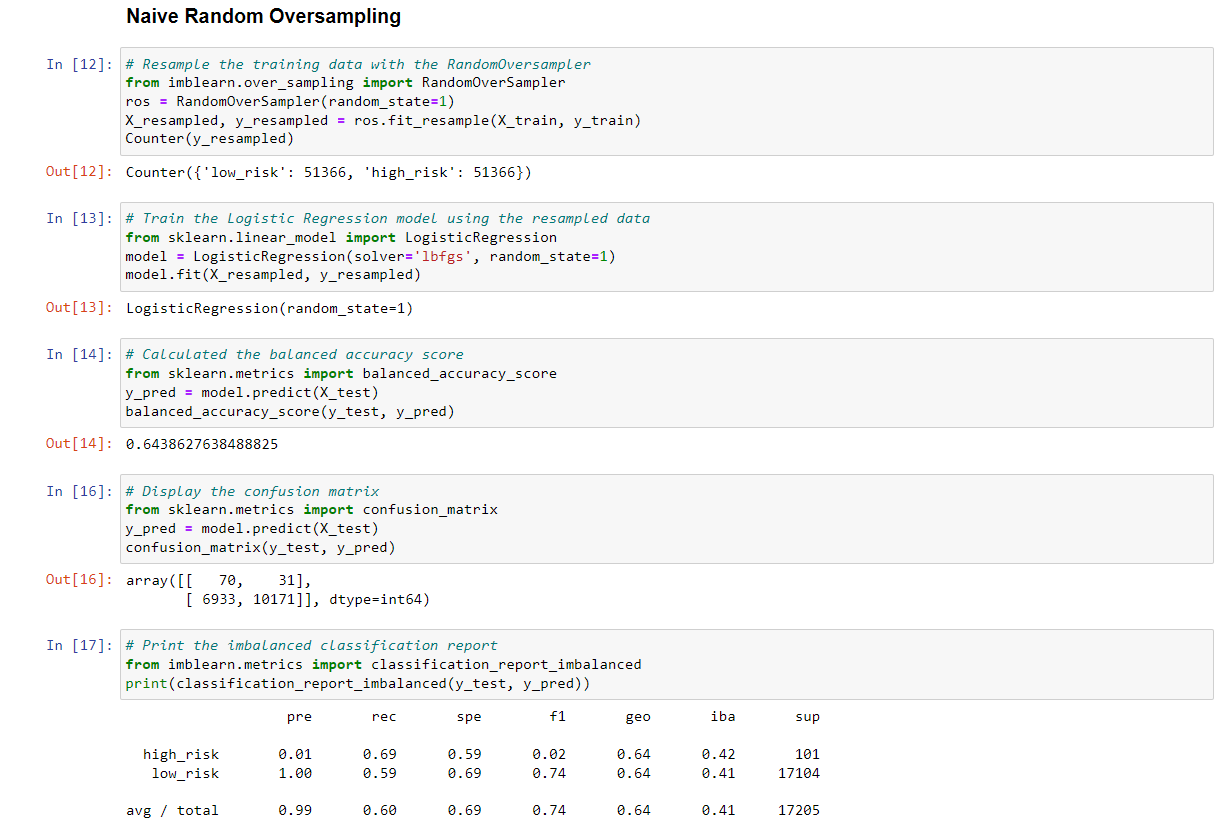 Naive Random Oversampling
In [12]: # Resample the training data with the RandomOversampler
from imblearn.over_sampling import RandomOverSampler
ros = RandomOverSampler(random_state=1)
X_resampled, y_resampled = ros.fit_resample(X_train, y_train)
Counter(y_resampled)
Out[12]: Counter({'low_risk': 51366, 'high_risk': 51366})
In [13]: # Train the Logistic Regression model using the resampled data
from sklearn.linear_model import LogisticRegression
model = LogisticRegression(solver='lbfgs', random_state=1)
model.fit(X_resampled, y_resampled)
Out[13]: LogisticRegression(random_state=1)
In [14]: # Calculated the balanced accuracy score
from sklearn.metrics import balanced_accuracy_score
y_pred = model.predict(X_test)
balanced_accuracy_score(y_test, y_pred)
Out[14]: 0.6438627638488825
In [16]: # Display the confusion matrix
from sklearn.metrics import confusion_matrix
y_pred = model.predict(X_test)
confusion_matrix(y_test, y_pred)
Out[16]: array([[   70,    31],
       [ 6933, 10171]], dtype=int64)
In [17]: # Print the imbalanced classification report
from imblearn.metrics import classification_report_imbalanced
print(classification_report_imbalanced(y_test, y_pred))
pre rec spe f1 geo iba sup
high_risk 0.01 0.69 0.59 0.02 0.64 0.42 101
low_risk 1.00 0.59 0.69 0.74 0.64 0.41 17104
avg / total 0.99 0.60 0.69 0.74 0.64 0.41 17205